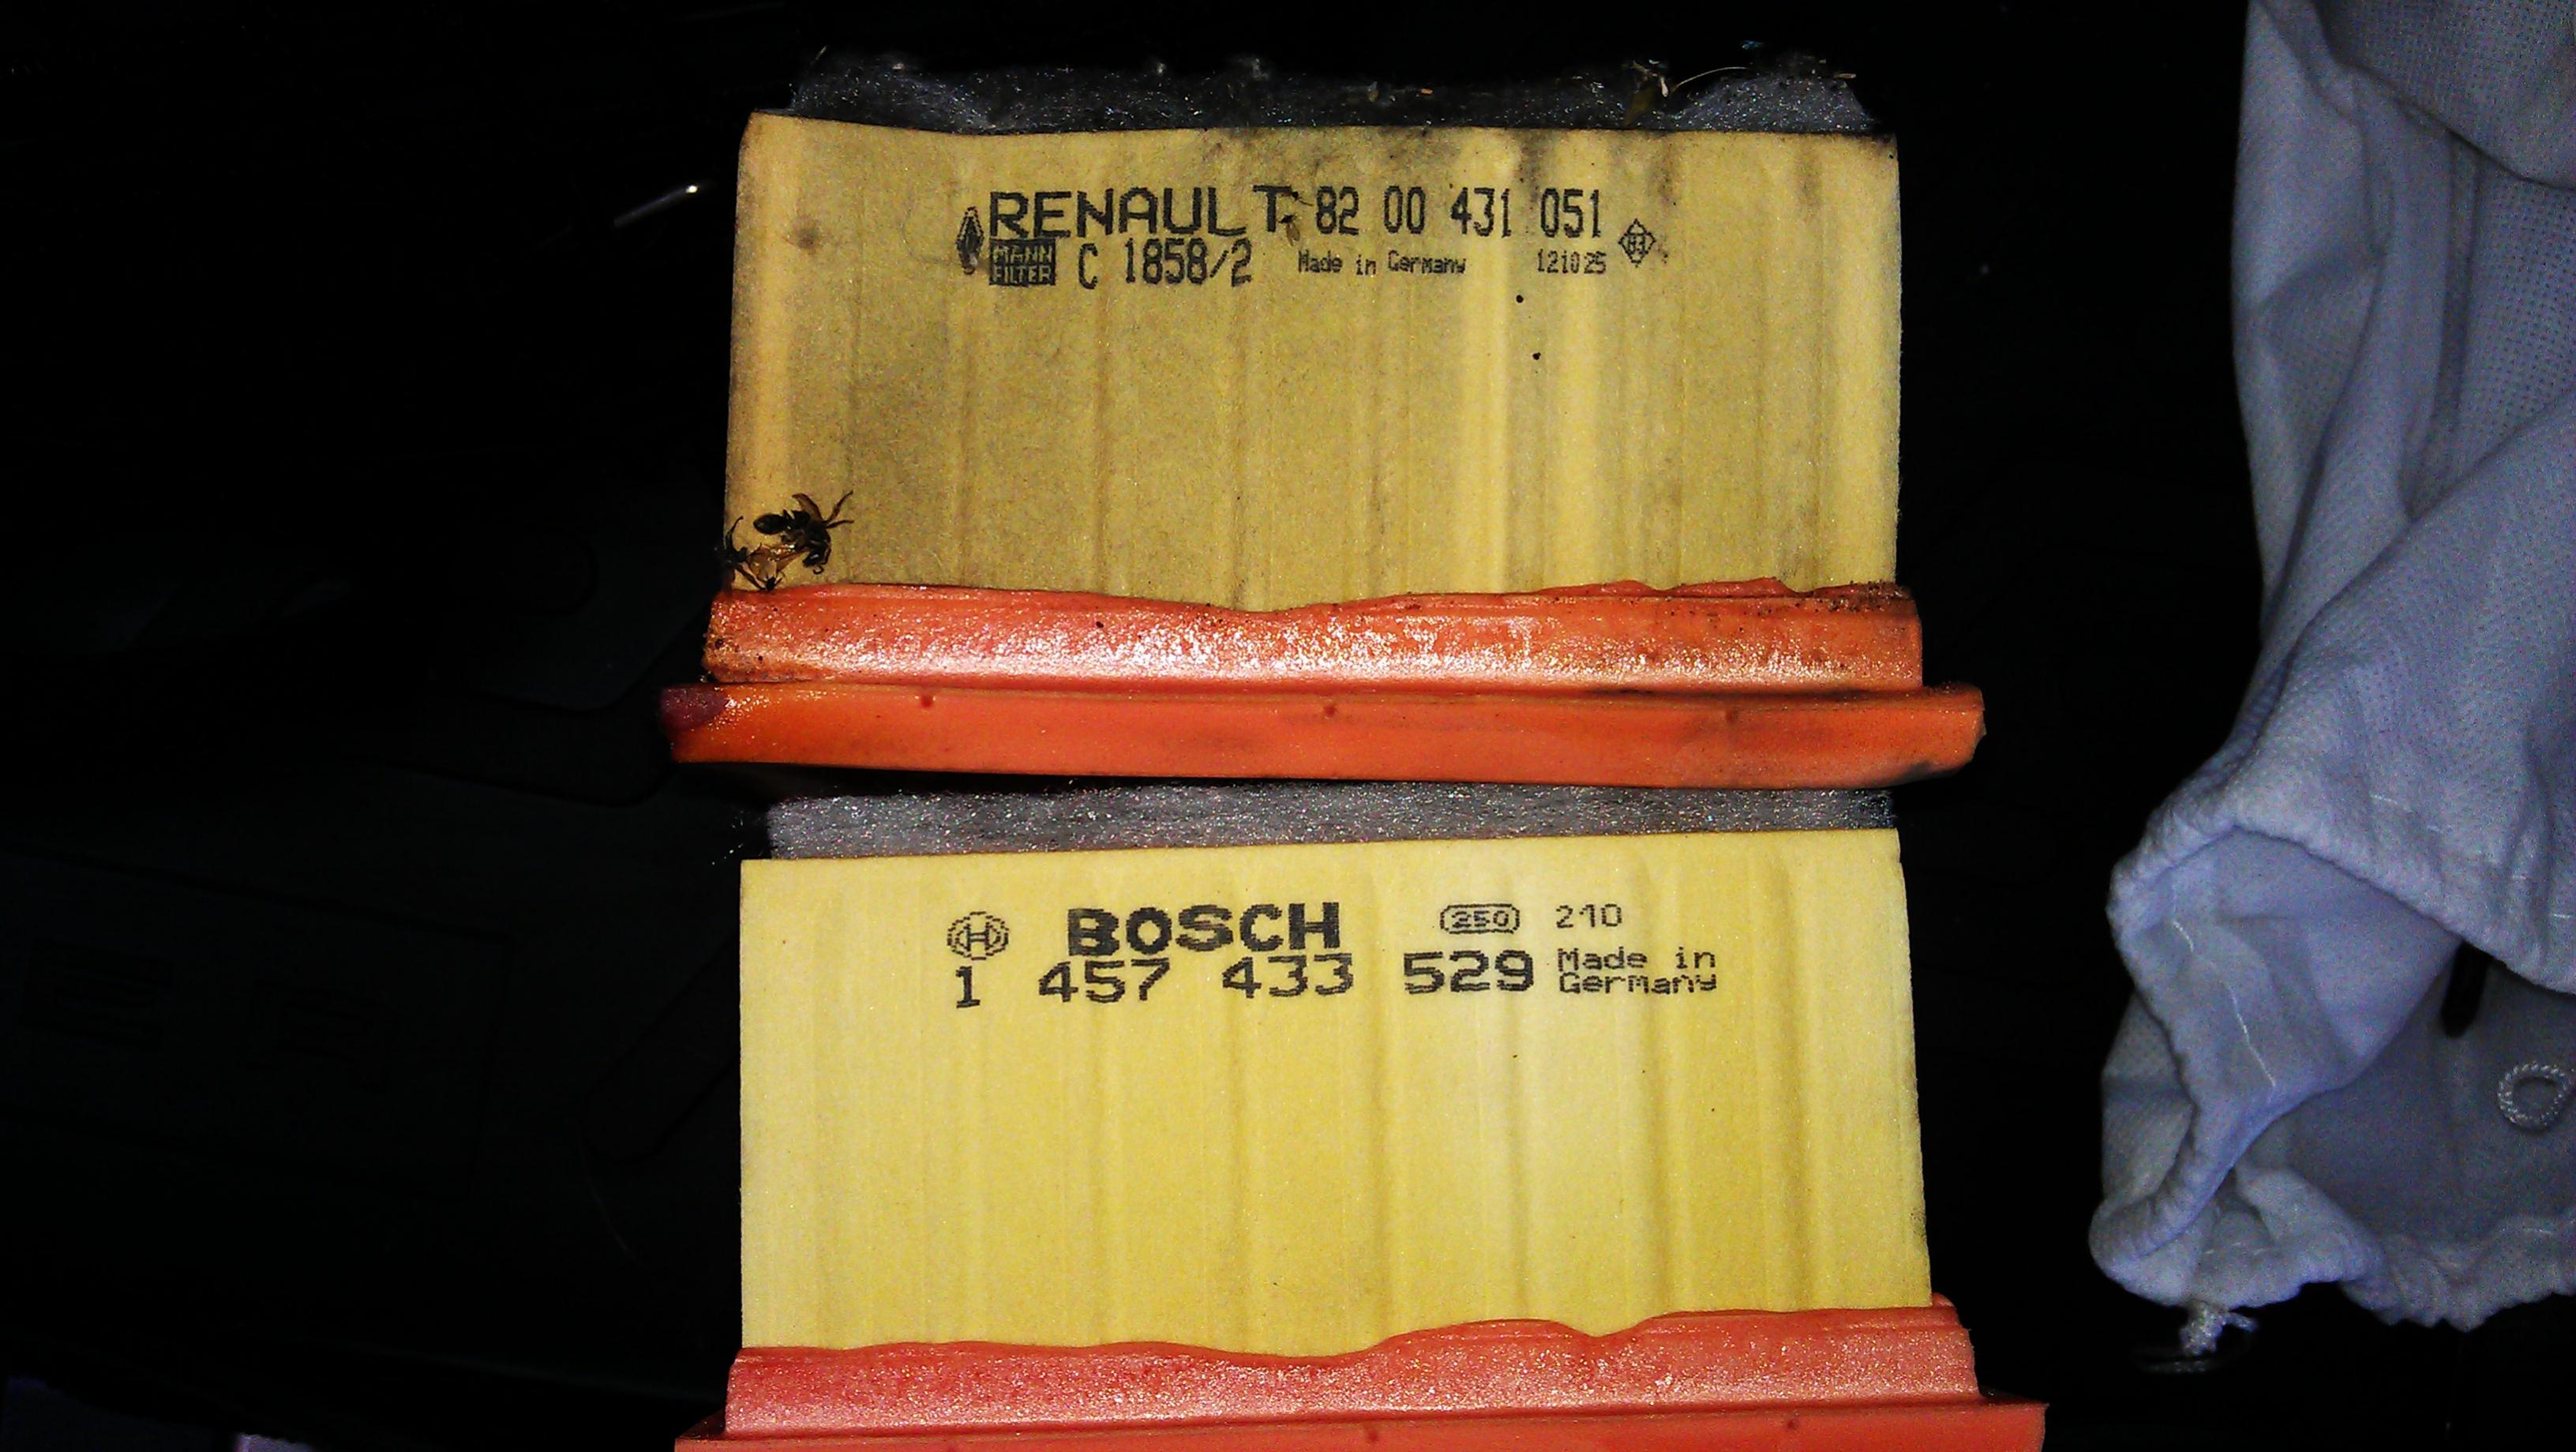 RENAULT 82 00 431 051
MANN FILTER C 1858/2 Made in Germany 121025
BOSCH 250 210
1 457 433 529 Made in Germany